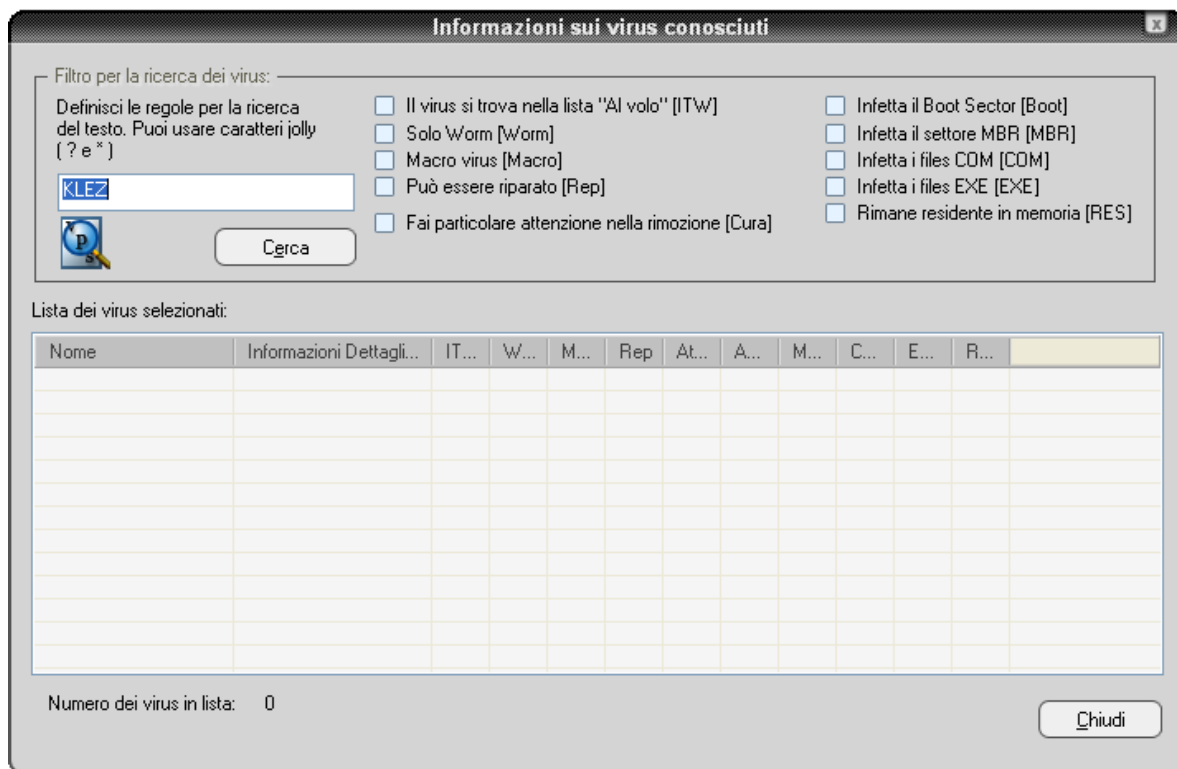 Informazioni sui virus conosciuti
Filtro per la ricerca dei virus:
Definisci le regole per la ricerca
del testo. Puoi usare caratteri jolly
( ? e * )
KLEZ
Cerca
Il virus si trova nella lista "Al volo" [ITW]
Solo Worm [Worm]
Macro virus [Macro]
Può essere riparato [Rep]
Fai particolare attenzione nella rimozione [Cura]
Infetta il Boot Sector [Boot]
Infetta il settore MBR [MBR]
Infetta i files COM [COM]
Infetta i files EXE [EXE]
Rimane residente in memoria [RES]
Lista dei virus selezionati:
Nome Informazioni Dettagli... IT... W... M... Rep At... A... M... C... E... R...
Numero dei virus in lista: 0
Chiudi